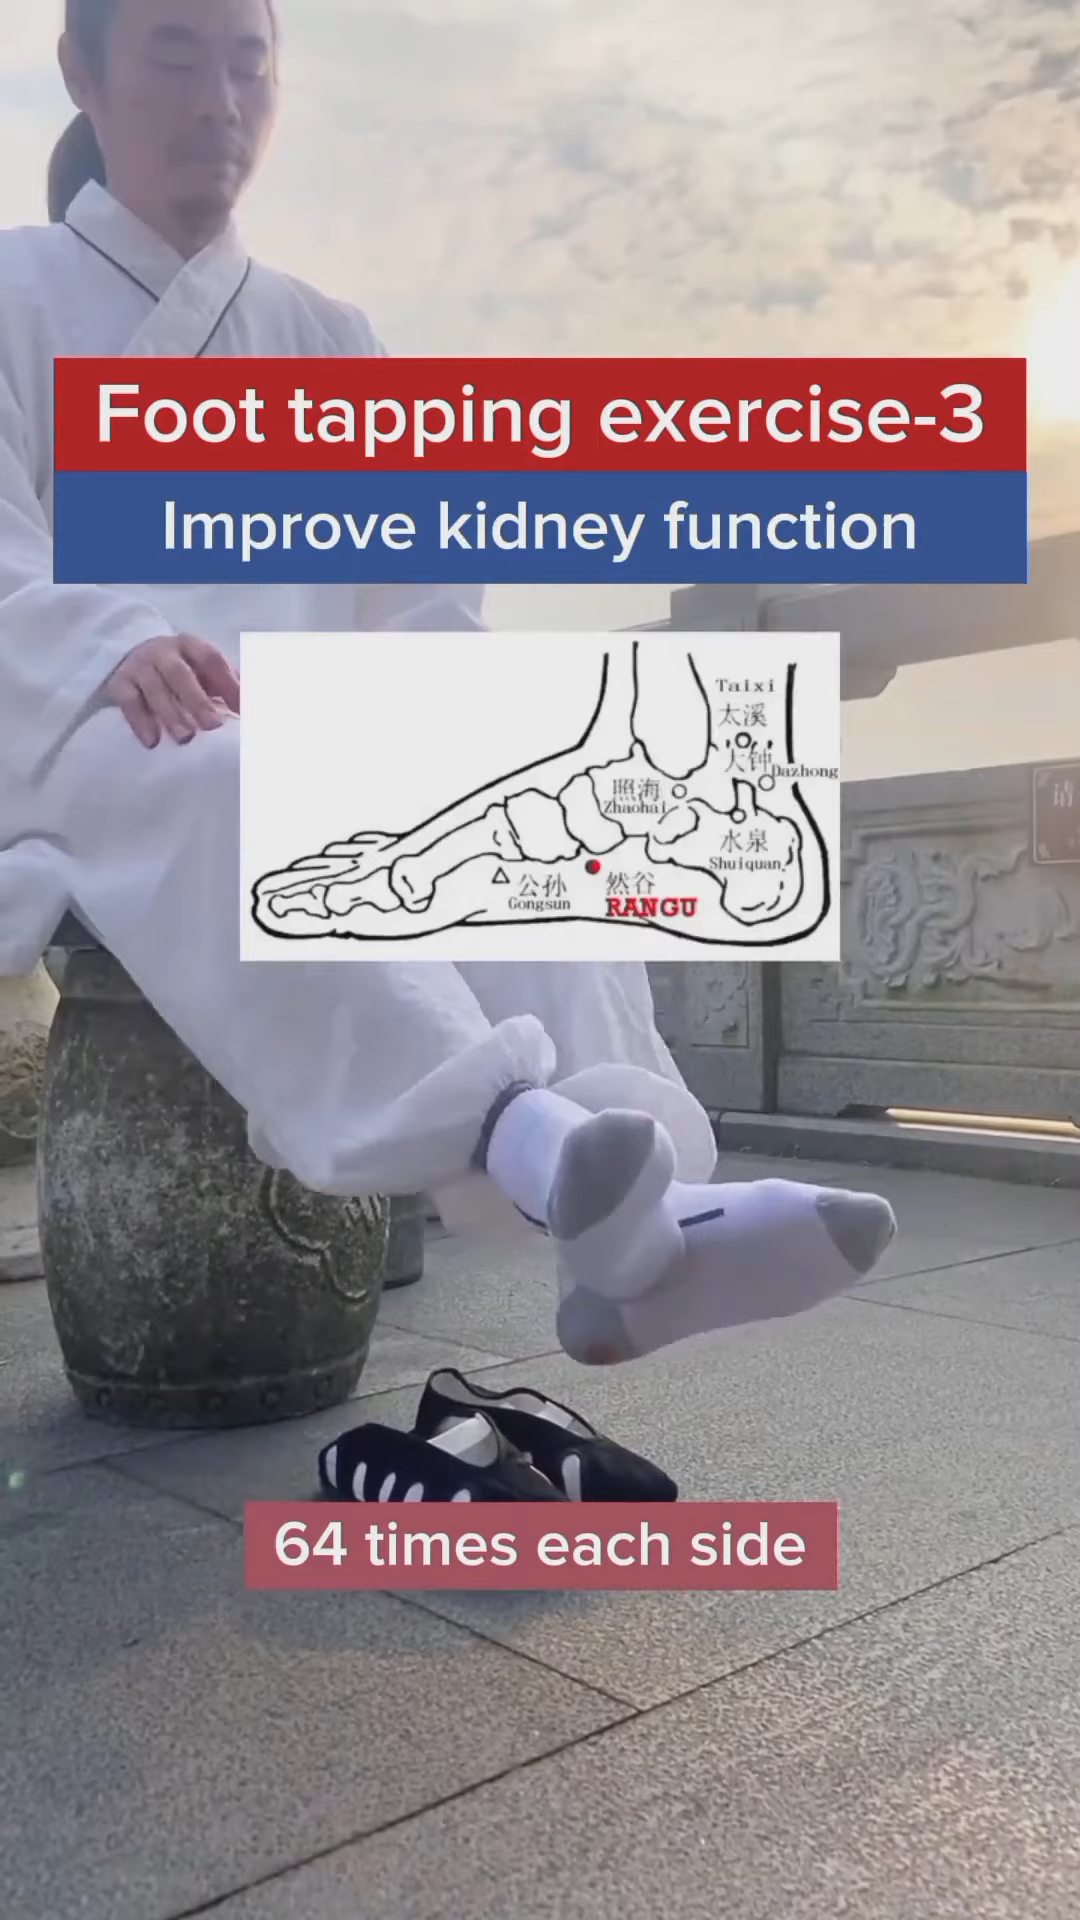 Foot tapping exercise-3
Improve kidney function
Taixi
太溪
大钟
Dazhong
照海
Zhaohai
水泉
Shuiquan
公孙
Gongsun
然谷
RANGU
请
64 times each side